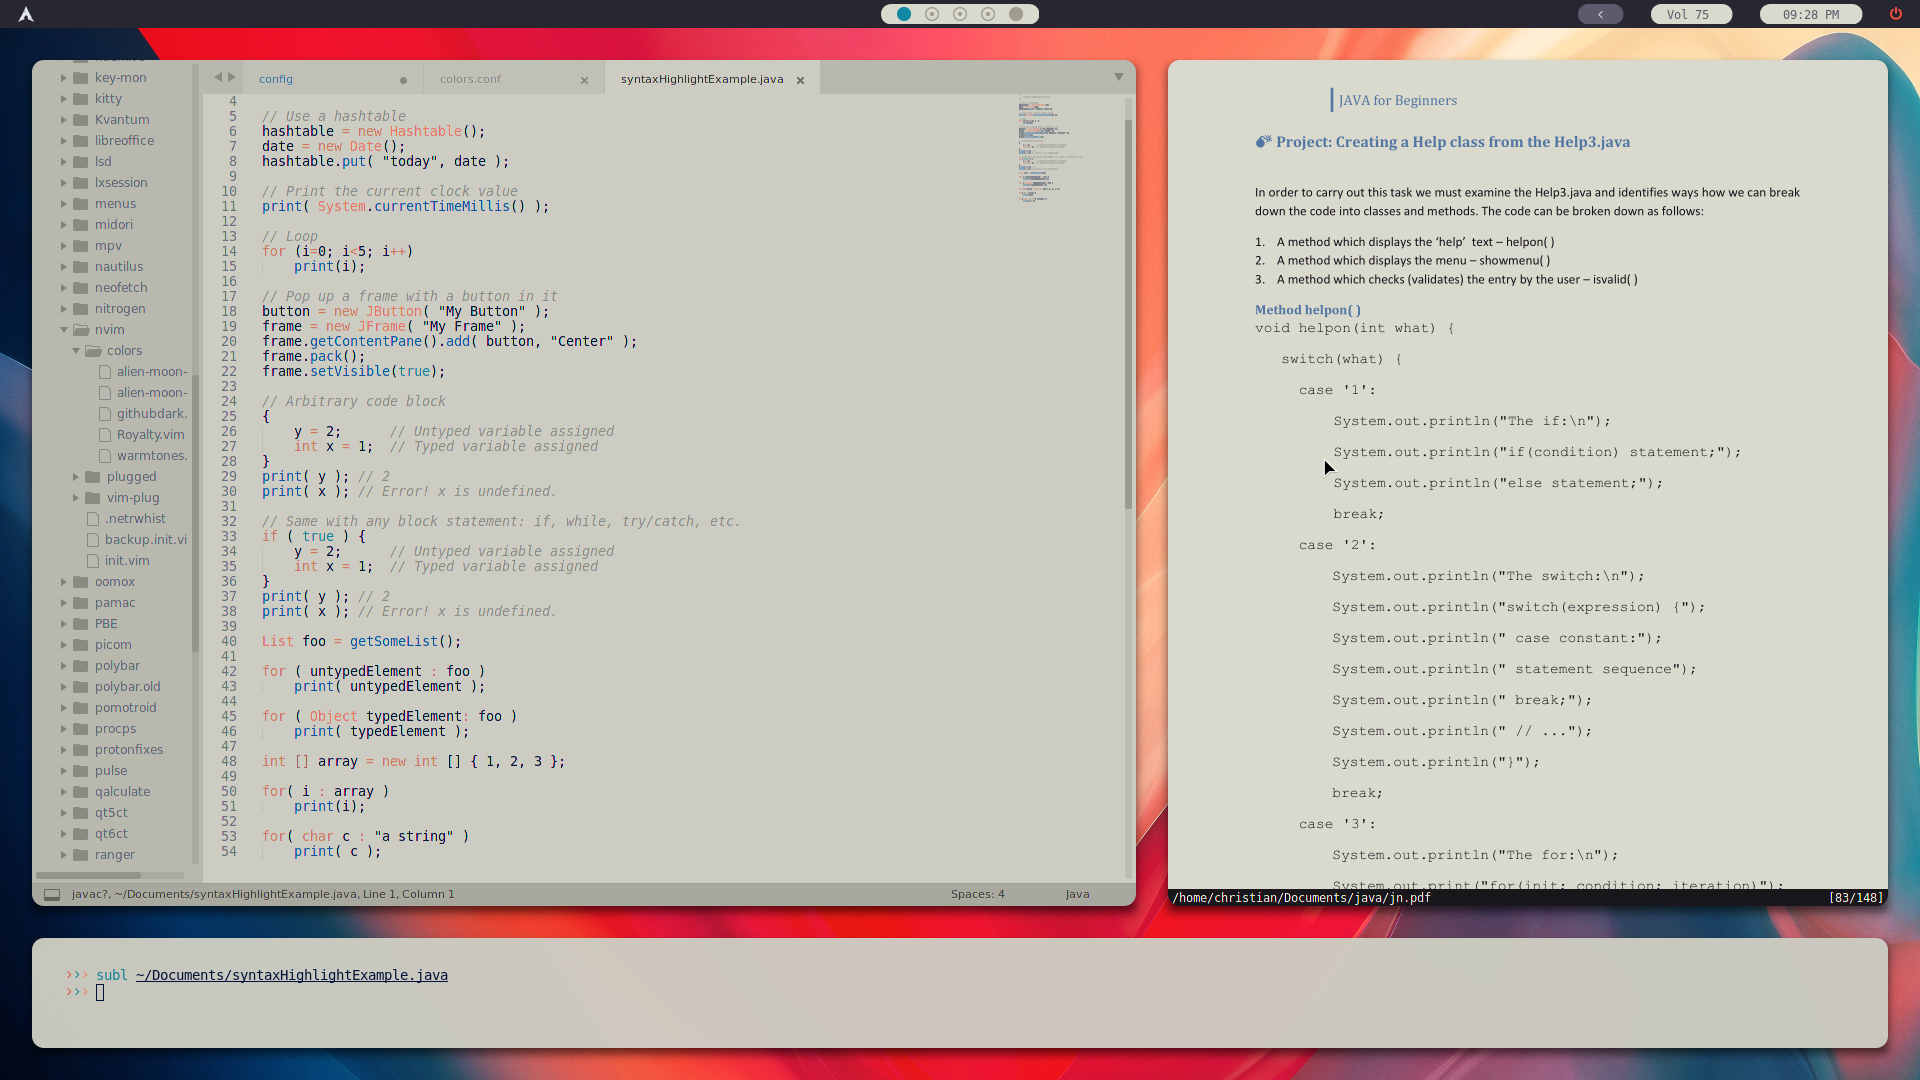 Vol 75
09:28 PM
key-mon
kitty
Kvantum
libreoffice
lsd
lxsession
menus
midori
mpv
nautilus
neofetch
nitrogen
nvim
colors
alien-moon-
alien-moon-
githubdark.
Royalty.vim
warmtones.
plugged
vim-plug
.netrwhist
backup.init.vi
init.vim
oomox
pamac
PBE
picom
polybar
polybar.old
pomotroid
procps
protonfixes
pulse
qalculate
qt5ct
qt6ct
ranger
config
colors.conf
syntaxHighlightExample.java
4
5 // Use a hashtable
6 hashtable = new Hashtable();
7 date = new Date();
8 hashtable.put( "today", date );
9
10 // Print the current clock value
11 print( System.currentTimeMillis() );
12
13 // Loop
14 for (i=0; i<5; i++)
15     print(i);
16
17 // Pop up a frame with a button in it
18 button = new JButton( "My Button" );
19 frame = new JFrame( "My Frame" );
20 frame.getContentPane().add( button, "Center" );
21 frame.pack();
22 frame.setVisible(true);
23
24 // Arbitrary code block
25 {
26     y = 2;      // Untyped variable assigned
27     int x = 1;  // Typed variable assigned
28 }
29 print( y ); // 2
30 print( x ); // Error! x is undefined.
31
32 // Same with any block statement: if, while, try/catch, etc.
33 if ( true ) {
34     y = 2;      // Untyped variable assigned
35     int x = 1;  // Typed variable assigned
36 }
37 print( y ); // 2
38 print( x ); // Error! x is undefined.
39
40 List foo = getSomeList();
41
42 for ( untypedElement : foo )
43     print( untypedElement );
44
45 for ( Object typedElement: foo )
46     print( typedElement );
47
48 int [] array = new int [] { 1, 2, 3 };
49
50 for( i : array )
51     print(i);
52
53 for( char c : "a string" )
54     print( c );
javac?, ~/Documents/syntaxHighlightExample.java, Line 1, Column 1
Spaces: 4
Java
JAVA for Beginners
Project: Creating a Help class from the Help3.java
In order to carry out this task we must examine the Help3.java and identifies ways how we can break
down the code into classes and methods. The code can be broken down as follows:
1. A method which displays the ‘help’ text – helpon( )
2. A method which displays the menu – showmenu( )
3. A method which checks (validates) the entry by the user – isvalid( )
Method helpon( )
void helpon(int what) {
switch(what) {
case '1':
System.out.println("The if:\n");
System.out.println("if(condition) statement;");
System.out.println("else statement;");
break;
case '2':
System.out.println("The switch:\n");
System.out.println("switch(expression) {");
System.out.println(" case constant:");
System.out.println(" statement sequence");
System.out.println(" break;");
System.out.println(" // ...");
System.out.println("}");
break;
case '3':
System.out.println("The for:\n");
System.out.print("for(init; condition; iteration)");
/home/christian/Documents/java/jn.pdf
[83/148]
››› subl ~/Documents/syntaxHighlightExample.java
›››